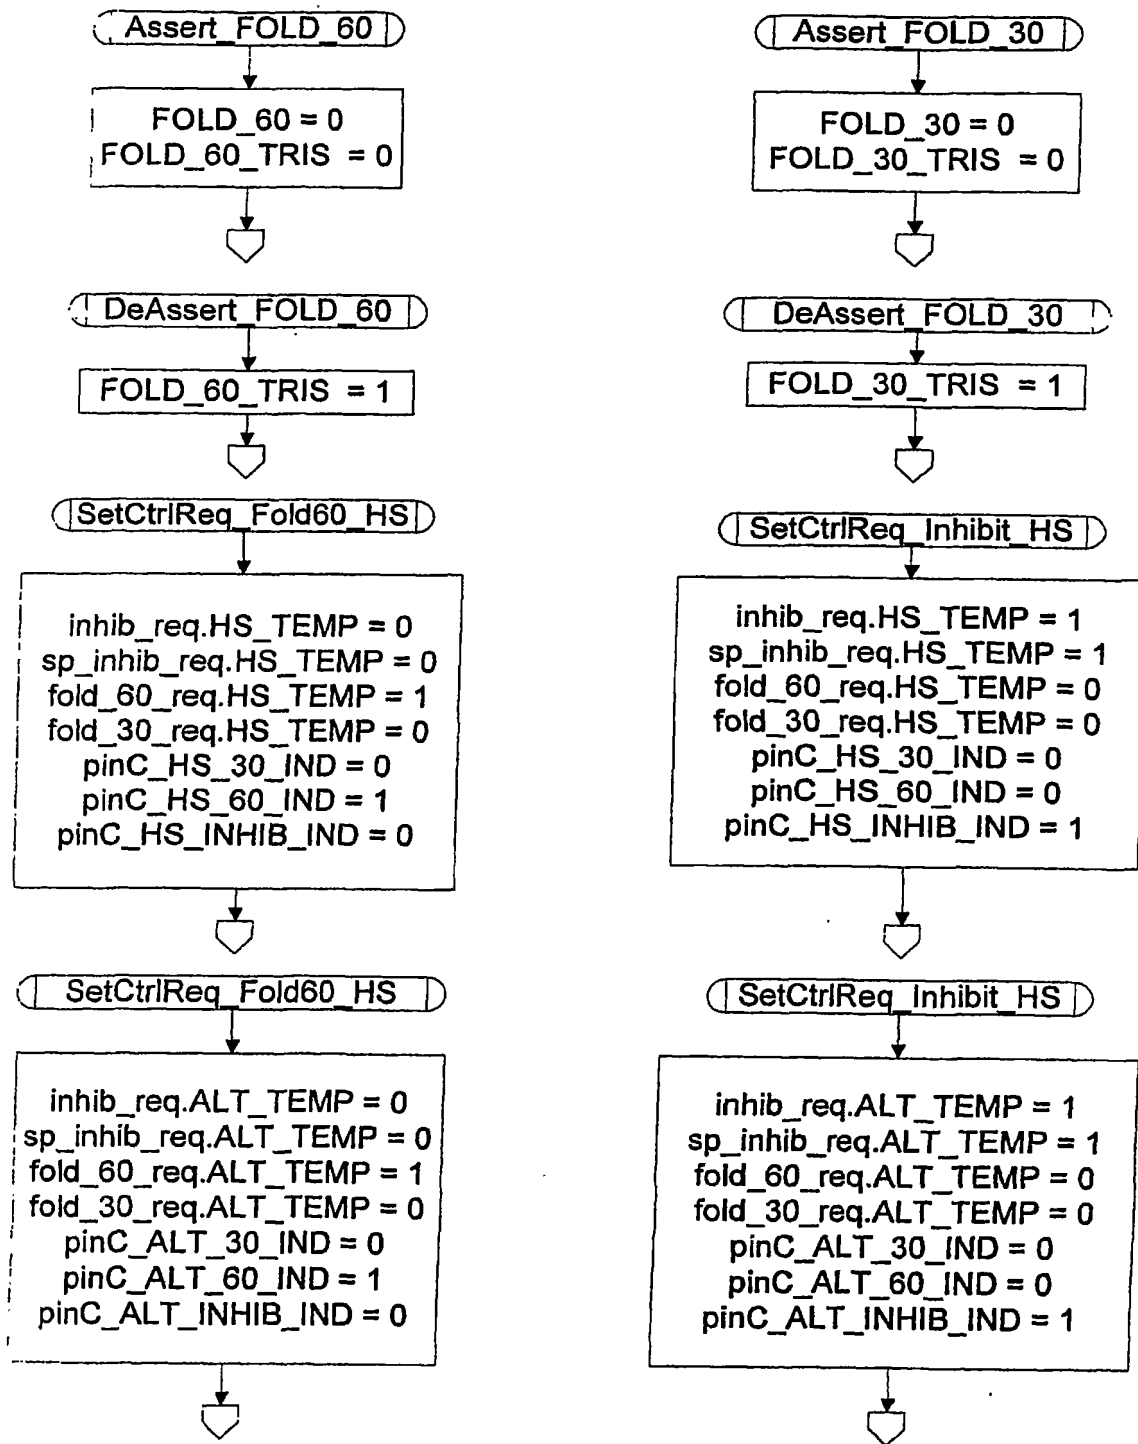 Assert_FOLD_60
FOLD_60 = 0
FOLD_60_TRIS = 0
DeAssert_FOLD_60
FOLD_60_TRIS = 1
SetCtrlReq_Fold60_HS
inhib_req.HS_TEMP = 0
sp_inhib_req.HS_TEMP = 0
fold_60_req.HS_TEMP = 1
fold_30_req.HS_TEMP = 0
pinC_HS_30_IND = 0
pinC_HS_60_IND = 1
pinC_HS_INHIB_IND = 0
SetCtrlReq_Fold60_HS
inhib_req.ALT_TEMP = 0
sp_inhib_req.ALT_TEMP = 0
fold_60_req.ALT_TEMP = 1
fold_30_req.ALT_TEMP = 0
pinC_ALT_30_IND = 0
pinC_ALT_60_IND = 1
pinC_ALT_INHIB_IND = 0
Assert_FOLD_30
FOLD_30 = 0
FOLD_30_TRIS = 0
DeAssert_FOLD_30
FOLD_30_TRIS = 1
SetCtrlReq_Inhibit_HS
inhib_req.HS_TEMP = 1
sp_inhib_req.HS_TEMP = 1
fold_60_req.HS_TEMP = 0
fold_30_req.HS_TEMP = 0
pinC_HS_30_IND = 0
pinC_HS_60_IND = 0
pinC_HS_INHIB_IND = 1
SetCtrlReq_Inhibit_HS
inhib_req.ALT_TEMP = 1
sp_inhib_req.ALT_TEMP = 1
fold_60_req.ALT_TEMP = 0
fold_30_req.ALT_TEMP = 0
pinC_ALT_30_IND = 0
pinC_ALT_60_IND = 0
pinC_ALT_INHIB_IND = 1